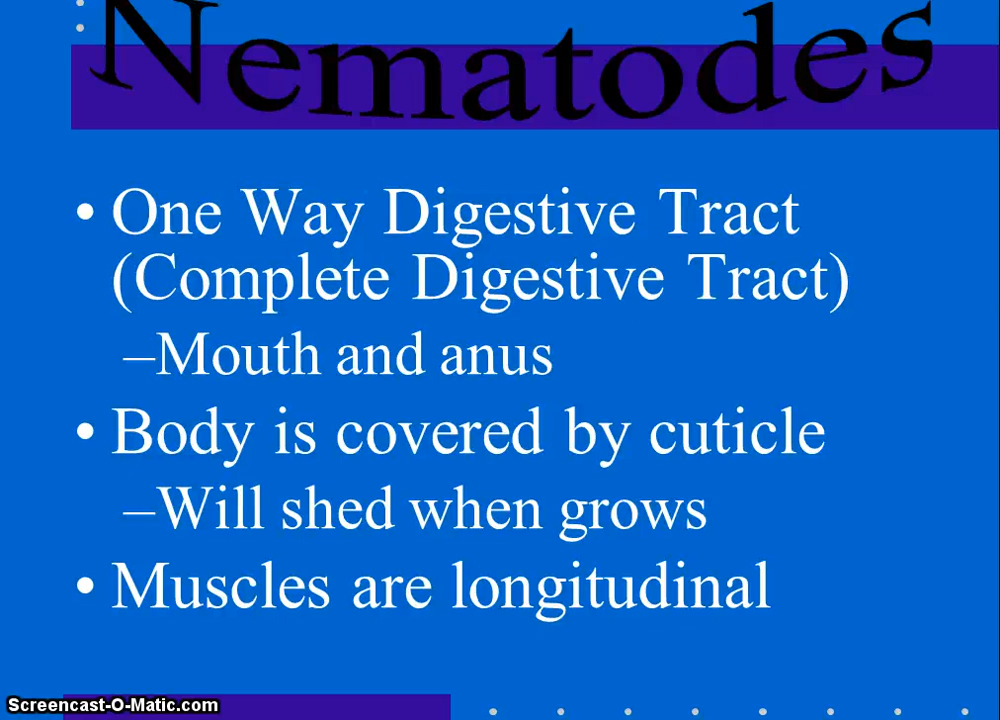 Nematodes
• One Way Digestive Tract
(Complete Digestive Tract)
–Mouth and anus
• Body is covered by cuticle
–Will shed when grows
• Muscles are longitudinal
Screencast-O-Matic.com